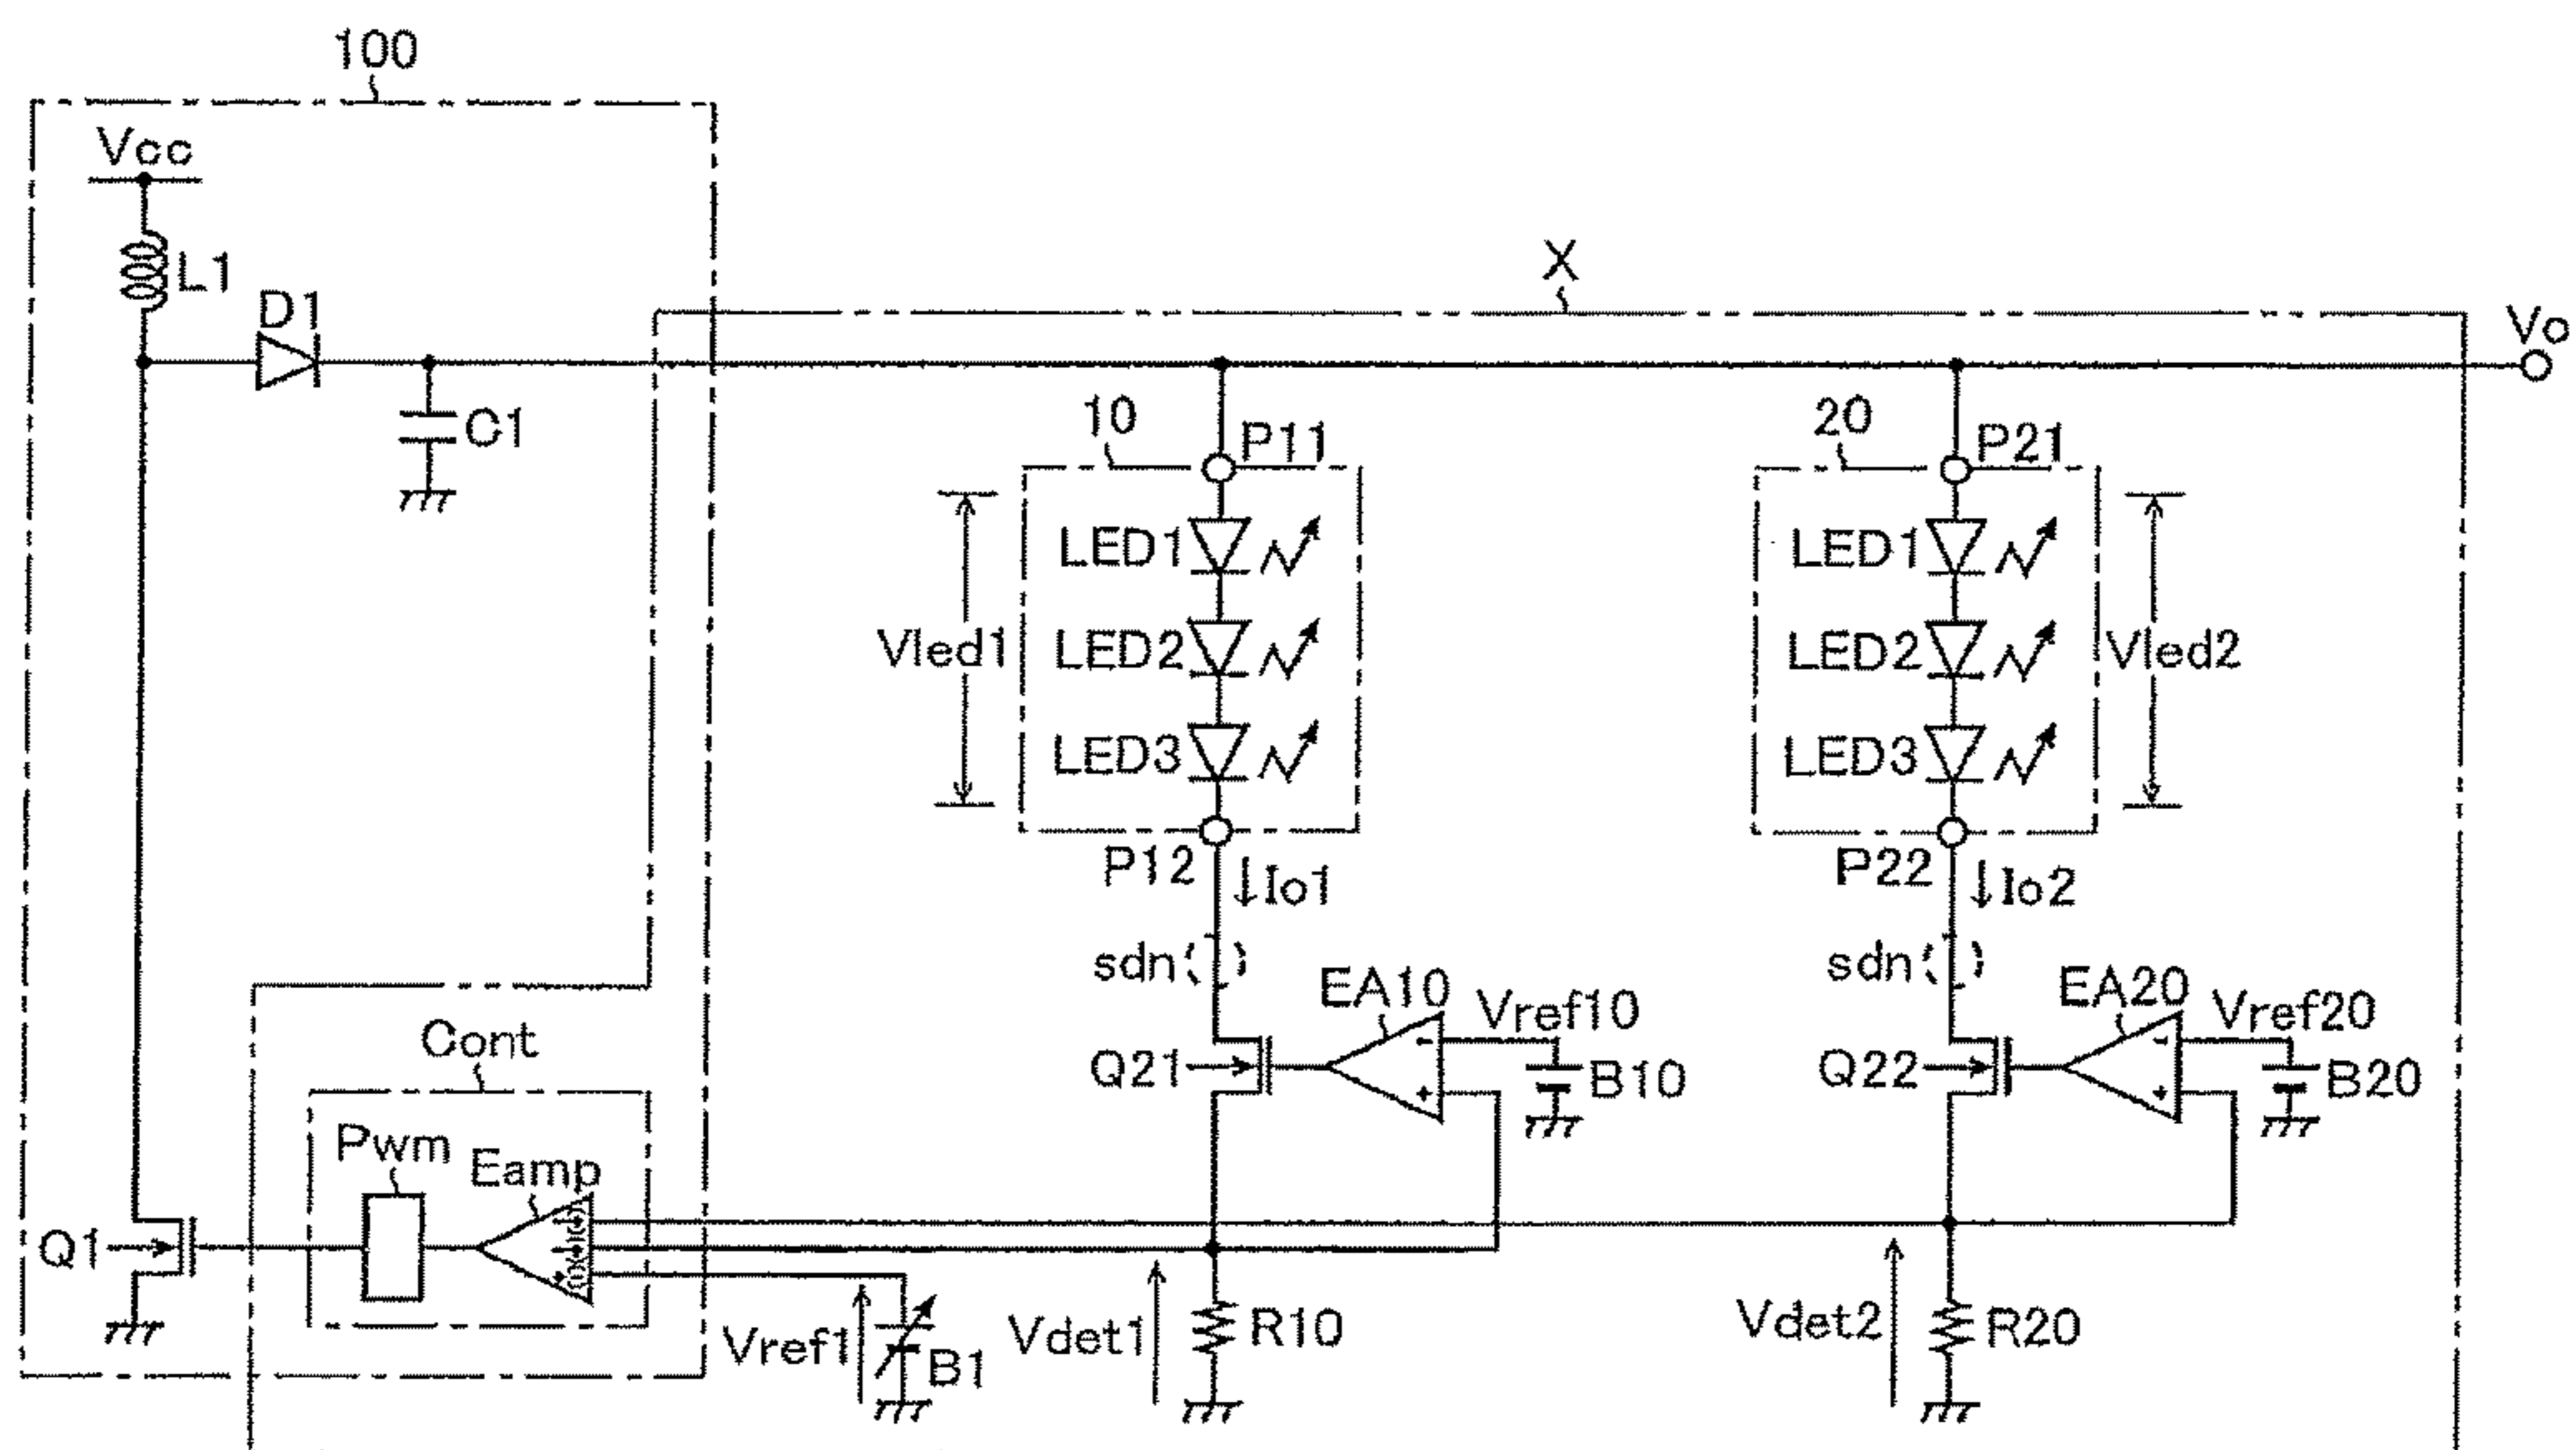 100
Vcc
L1
D1
C1
X
Vo
10
P11
20
P21
LED1
LED2
LED3
Vled1
LED1
LED2
LED3
Vled2
P12
Io1
P22
Io2
sdn
sdn
EA10
Vref10
EA20
Vref20
Q21
-
+
B10
Q22
-
+
B20
Cont
Pwm
Eamp
Q1
Vref1
B1
Vdet1
R10
Vdet2
R20